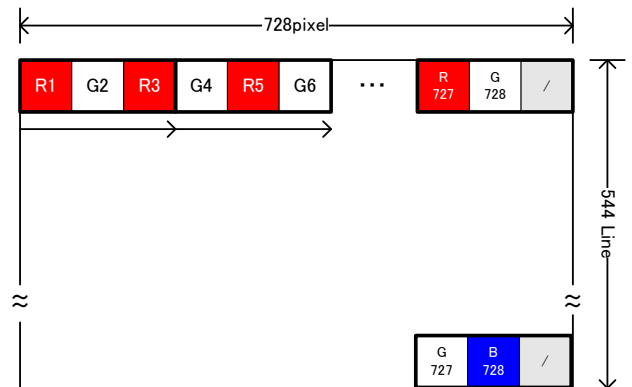 728pixel
R1 G2 R3 G4 R5 G6 ··· R 727 G 728 /
544 Line
≈ ≈
G 727 B 728 /